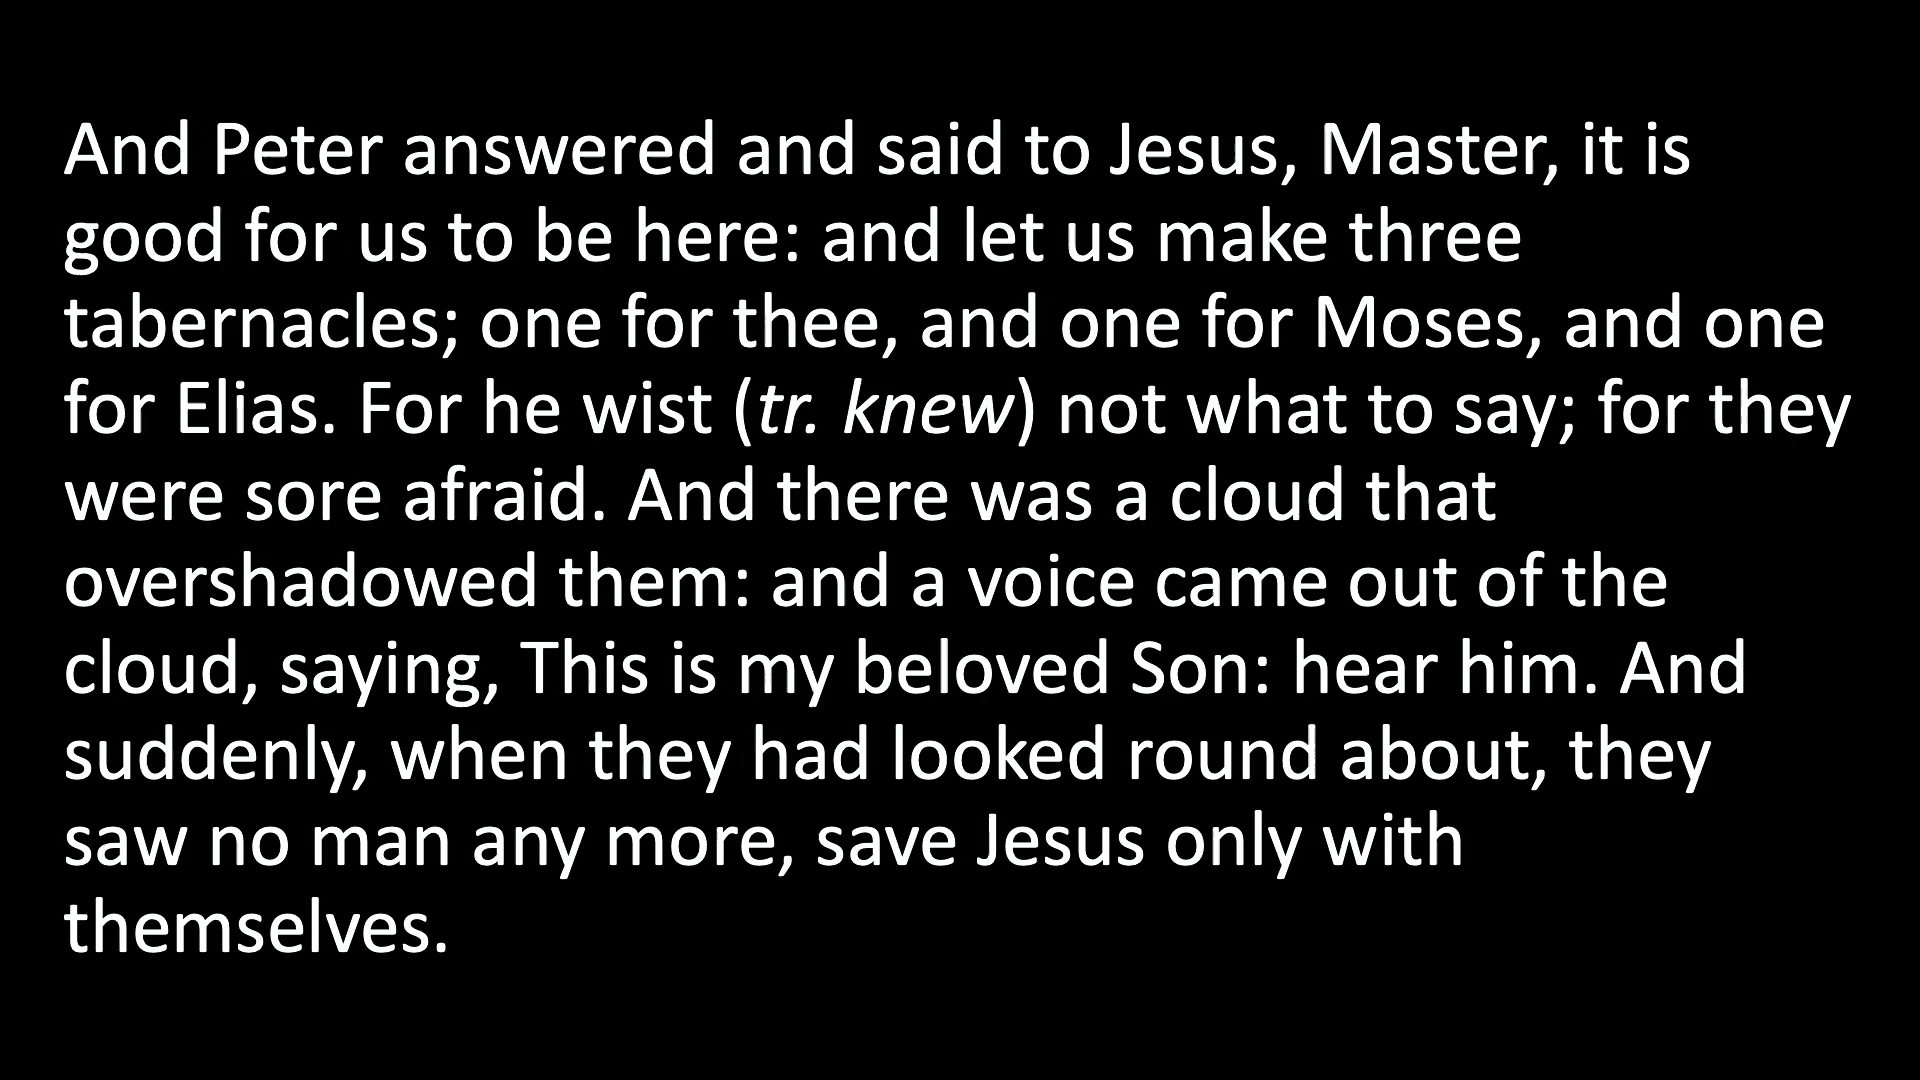 And Peter answered and said to Jesus, Master, it is
good for us to be here: and let us make three
tabernacles; one for thee, and one for Moses, and one
for Elias. For he wist (tr. knew) not what to say; for they
were sore afraid. And there was a cloud that
overshadowed them: and a voice came out of the
cloud, saying, This is my beloved Son: hear him. And
suddenly, when they had looked round about, they
saw no man any more, save Jesus only with
themselves.